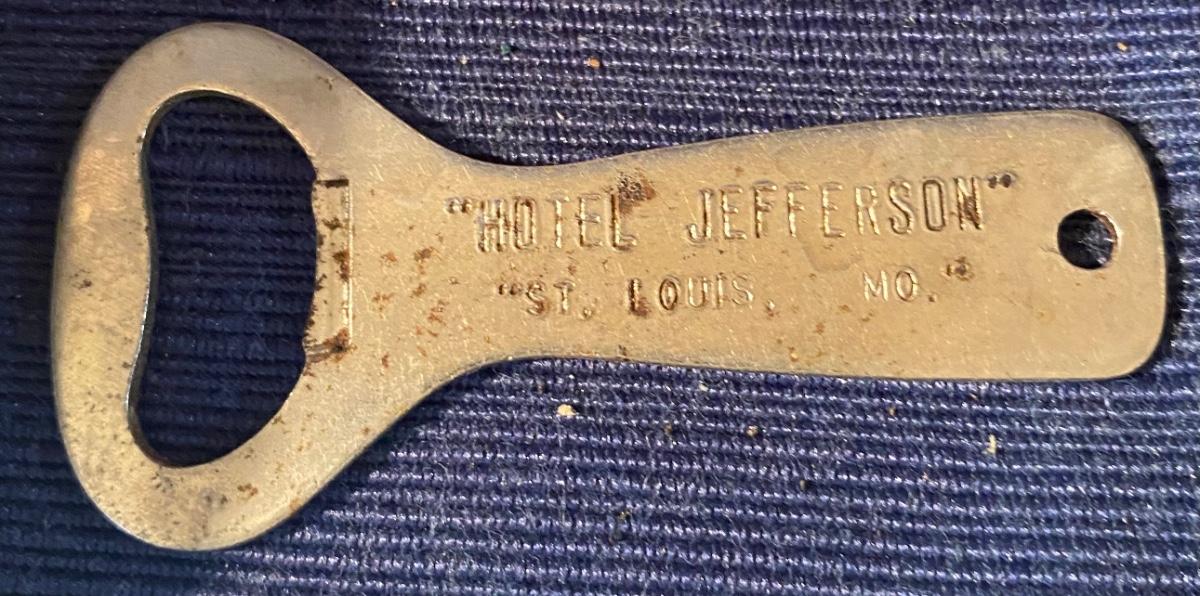 "HOTEL JEFFERSON"
"ST. LOUIS, MO."